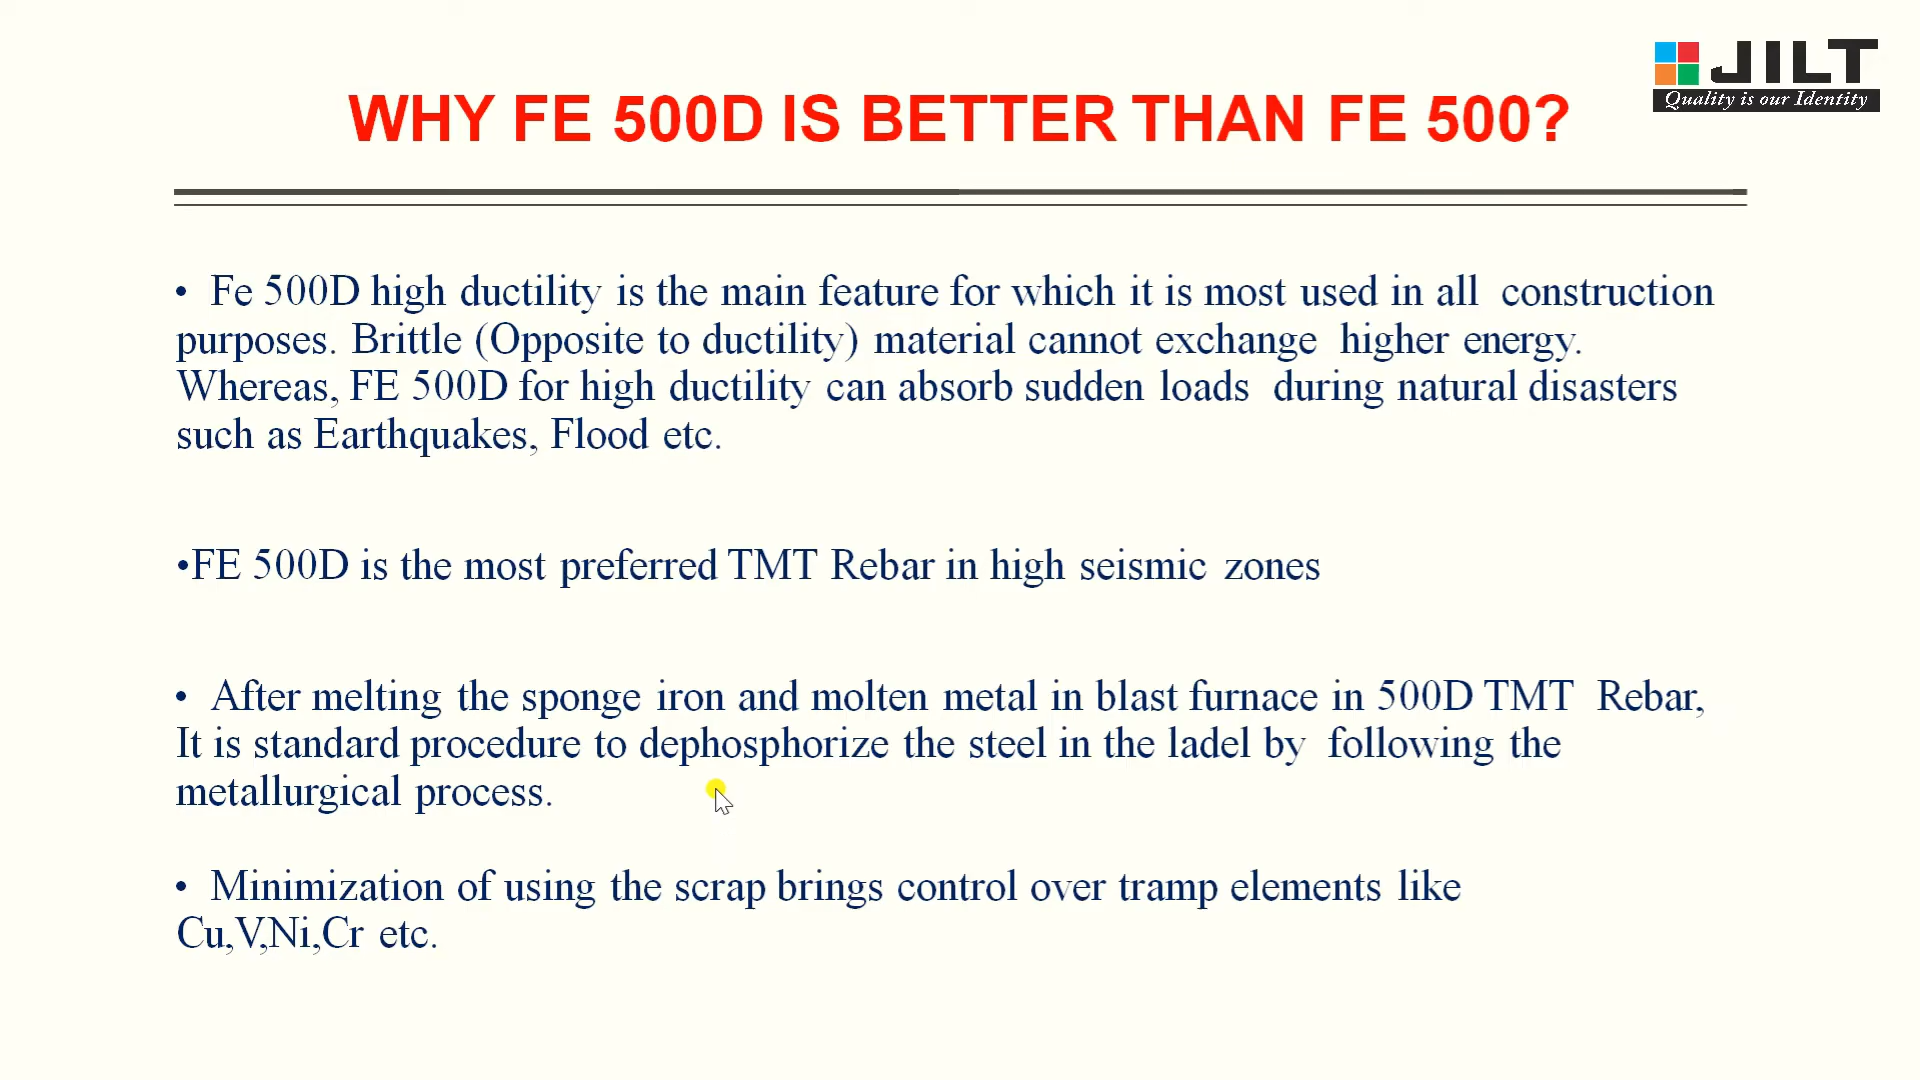 JILT
Quality is our Identity
WHY FE 500D IS BETTER THAN FE 500?
• Fe 500D high ductility is the main feature for which it is most used in all construction
purposes. Brittle (Opposite to ductility) material cannot exchange higher energy.
Whereas, FE 500D for high ductility can absorb sudden loads during natural disasters
such as Earthquakes, Flood etc.
•FE 500D is the most preferred TMT Rebar in high seismic zones
• After melting the sponge iron and molten metal in blast furnace in 500D TMT Rebar,
It is standard procedure to dephosphorize the steel in the ladel by following the
metallurgical process.
• Minimization of using the scrap brings control over tramp elements like
Cu,V,Ni,Cr etc.